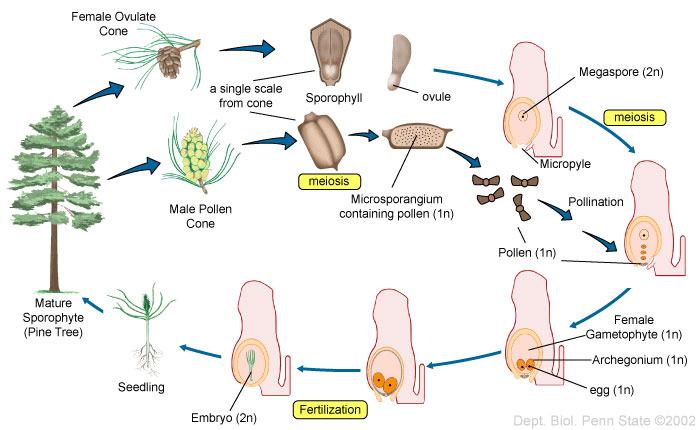 Female Ovulate
Cone
a single scale
from cone
Sporophyll
ovule
Megaspore (2n)
meiosis
Micropyle
Male Pollen
Cone
meiosis
Microsporangium
containing pollen (1n)
Pollination
Pollen (1n)
Mature
Sporophyte
(Pine Tree)
Seedling
Embryo (2n)
Fertilization
Female
Gametophyte (1n)
Archegonium (1n)
egg (1n)
Dept. Biol. Penn State ©2002